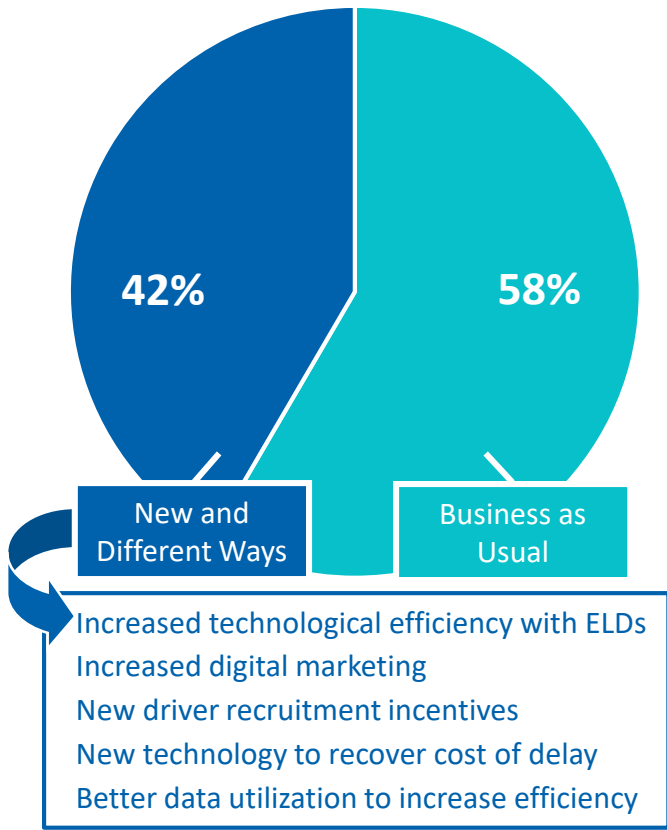 42%
58%
New and
Different Ways
Business as
Usual
Increased technological efficiency with ELDs
Increased digital marketing
New driver recruitment incentives
New technology to recover cost of delay
Better data utilization to increase efficiency